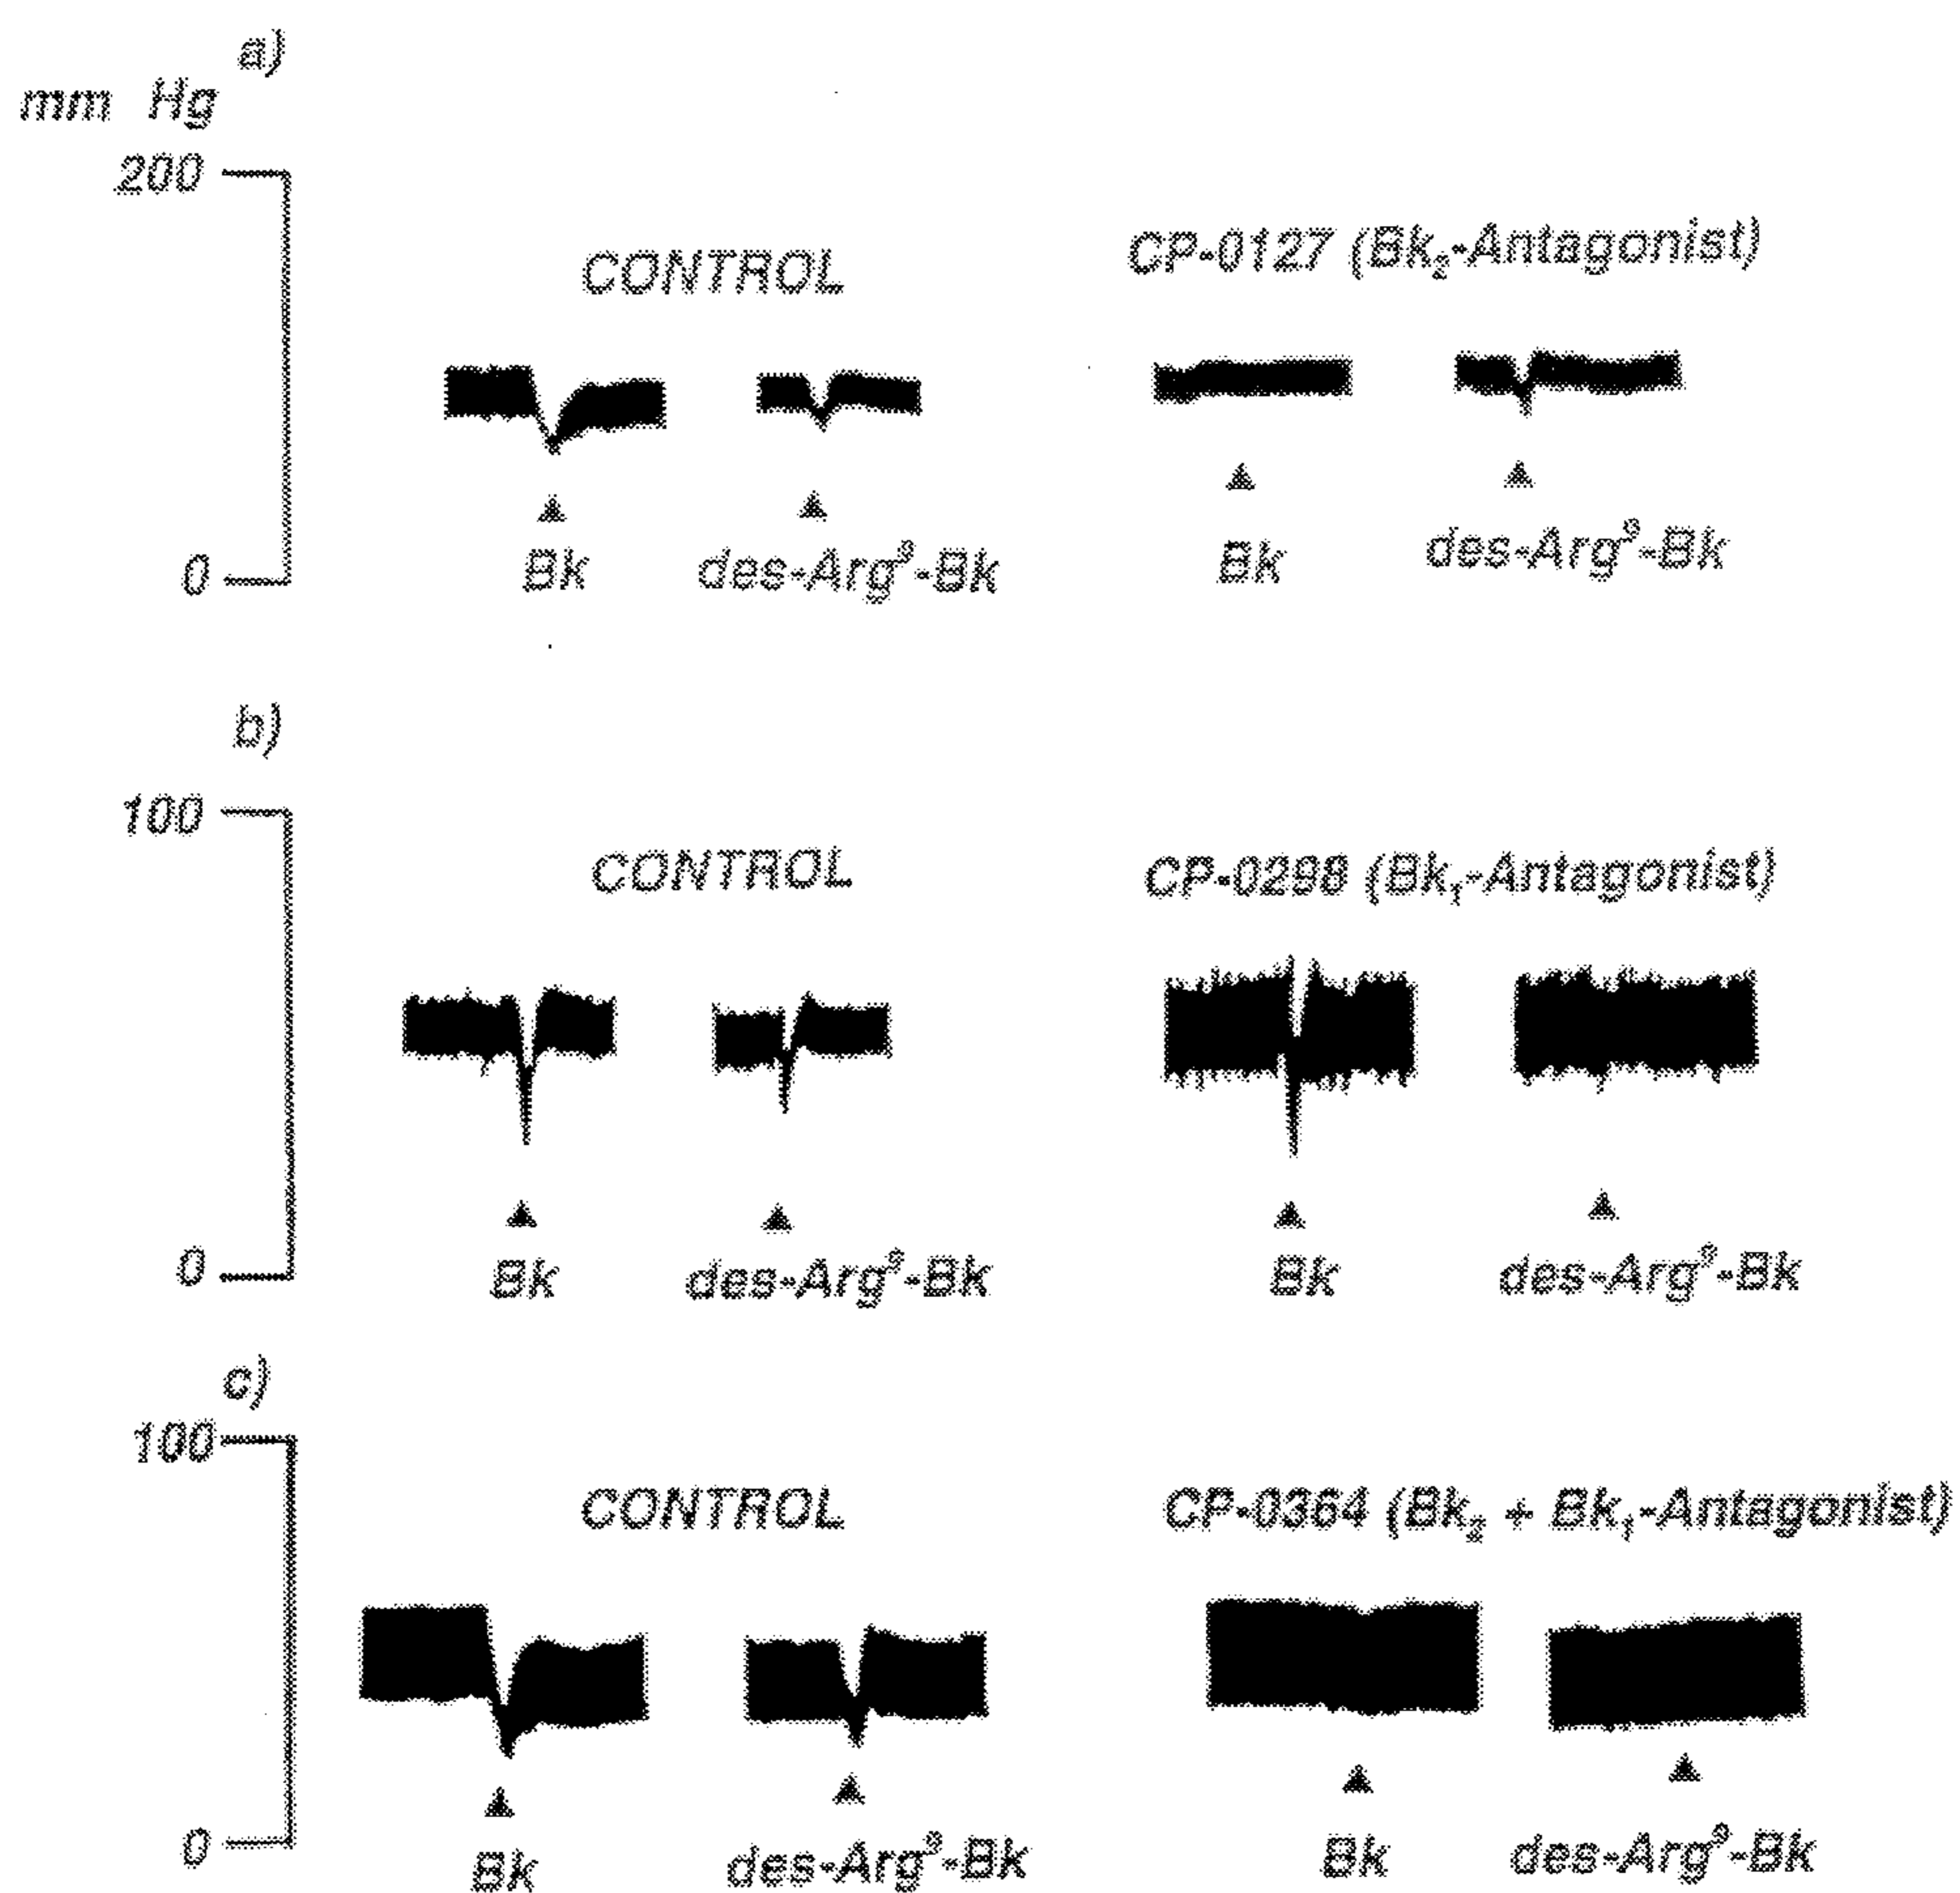 a)
mm Hg
200
CONTROL
CP-0127 (Bk₂-Antagonist)
0
Bk
des-Arg⁹-Bk
Bk
des-Arg⁹-Bk
b)
100
CONTROL
CP-0298 (Bk₁-Antagonist)
0
Bk
des-Arg⁹-Bk
Bk
des-Arg⁹-Bk
c)
100
CONTROL
CP-0364 (Bk₂ + Bk₁-Antagonist)
0
Bk
des-Arg⁹-Bk
Bk
des-Arg⁹-Bk